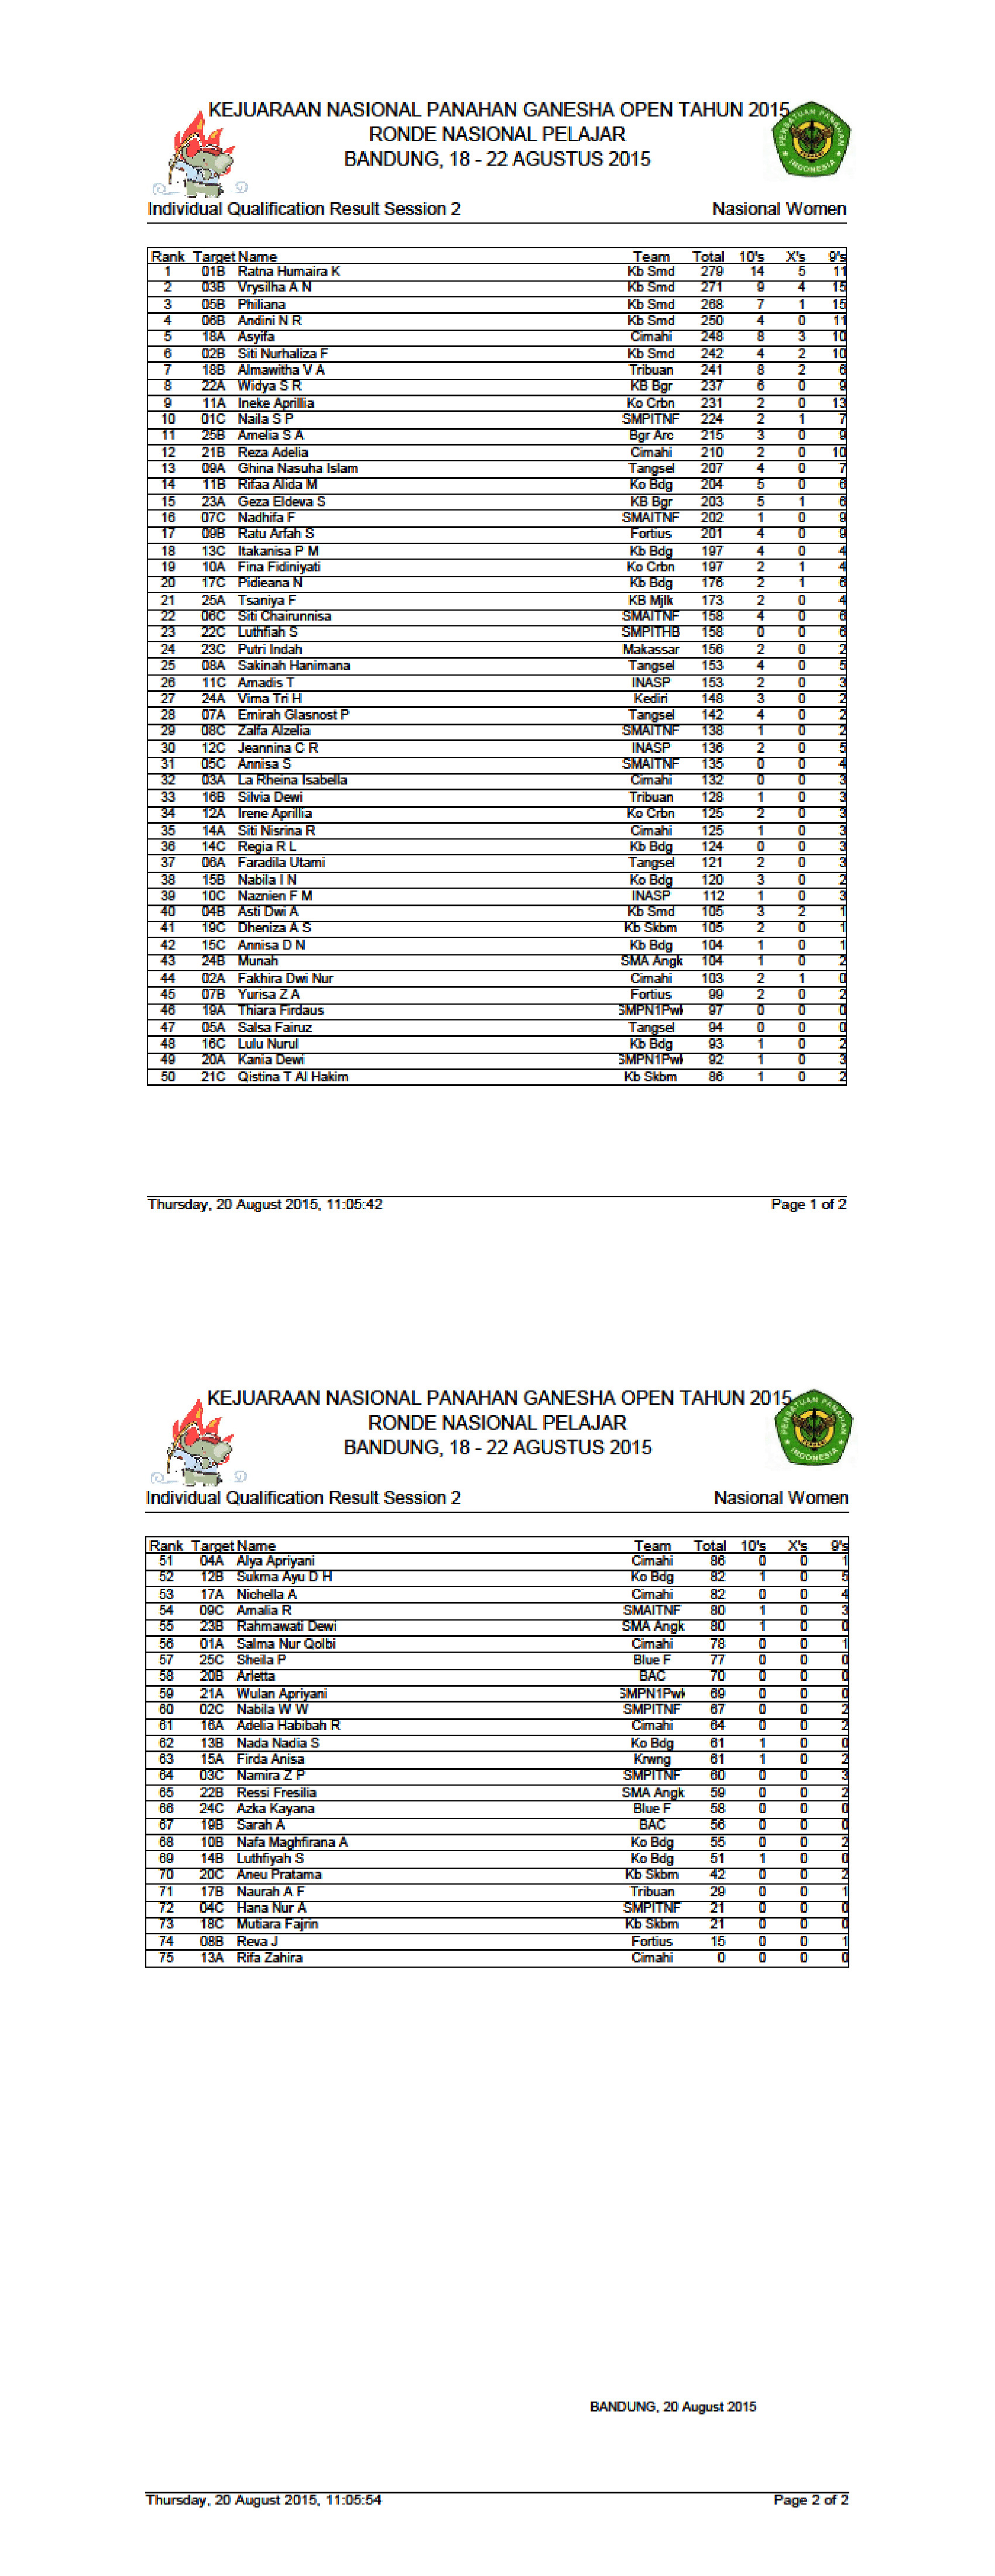 KEJUARAAN NASIONAL PANAHAN GANESHA OPEN TAHUN 2015
RONDE NASIONAL PELAJAR
BANDUNG, 18 - 22 AGUSTUS 2015
PERSATUAN PANAHAN
INDONESIA
Individual Qualification Result Session 2 Nasional Women
Rank Target Name Team Total 10's X's 9's
1 01B Ratna Humaira K Kb Smd 279 14 5 11
2 03B Vrysilha A N Kb Smd 271 9 4 15
3 05B Philiana Kb Smd 268 7 1 15
4 06B Andini N R Kb Smd 250 4 0 11
5 18A Asyifa Cimahi 248 8 3 10
6 02B Siti Nurhaliza F Kb Smd 242 4 2 10
7 18B Almawitha V A Tribuan 241 8 2 6
8 22A Widya S R KB Bgr 237 6 0 9
9 11A Ineke Aprillia Ko Crbn 231 2 0 13
10 01C Naila S P SMPITNF 224 2 1 7
11 25B Amelia S A Bgr Arc 215 3 0 9
12 21B Reza Adelia Cimahi 210 2 0 10
13 09A Ghina Nasuha Islam Tangsel 207 4 0 7
14 11B Rifaa Alida M Ko Bdg 204 5 0 6
15 23A Geza Eldeva S KB Bgr 203 5 1 6
16 07C Nadhifa F SMAITNF 202 1 0 9
17 09B Ratu Arfah S Fortius 201 4 0 9
18 13C Itakanisa P M Kb Bdg 197 4 0 4
19 10A Fina Fidiniyati Ko Crbn 197 2 1 4
20 17C Pidieana N Kb Bdg 176 2 1 6
21 25A Tsaniya F KB Mjlk 173 2 0 4
22 06C Siti Chairunnisa SMAITNF 158 4 0 6
23 22C Luthfiah S SMPITHB 158 0 0 6
24 23C Putri Indah Makassar 156 2 0 2
25 08A Sakinah Hanimana Tangsel 153 4 0 5
26 11C Amadis T INASP 153 2 0 3
27 24A Virna Tri H Kediri 148 3 0 2
28 07A Emirah Glasnost P Tangsel 142 4 0 2
29 08C Zalfa Alzelia SMAITNF 138 1 0 2
30 12C Jeannina C R INASP 136 2 0 5
31 05C Annisa S SMAITNF 135 0 0 4
32 03A La Rheina Isabella Cimahi 132 0 0 3
33 16B Silvia Dewi Tribuan 128 1 0 3
34 12A Irene Aprillia Ko Crbn 125 2 0 3
35 14A Siti Nisrina R Cimahi 125 1 0 3
36 14C Regia R L Kb Bdg 124 0 0 3
37 06A Faradila Utami Tangsel 121 2 0 3
38 15B Nabila I N Ko Bdg 120 3 0 2
39 10C Naznien F M INASP 112 1 0 3
40 04B Asti Dwi A Kb Smd 105 3 2 1
41 19C Dheniza A S Kb Skbm 105 2 0 1
42 15C Annisa D N Kb Bdg 104 1 0 1
43 24B Munah SMA Angk 104 1 0 2
44 02A Fakhira Dwi Nur Cimahi 103 2 1 0
45 07B Yurisa Z A Fortius 99 2 0 2
46 19A Thiara Firdaus SMPN1Pwk 97 0 0 0
47 05A Salsa Fairuz Tangsel 94 0 0 0
48 16C Lulu Nurul Kb Bdg 93 1 0 2
49 20A Kania Dewi SMPN1Pwk 92 1 0 3
50 21C Qistina T Al Hakim Kb Skbm 86 1 0 2
Thursday, 20 August 2015, 11:05:42 Page 1 of 2
KEJUARAAN NASIONAL PANAHAN GANESHA OPEN TAHUN 2015
RONDE NASIONAL PELAJAR
BANDUNG, 18 - 22 AGUSTUS 2015
PERSATUAN PANAHAN
INDONESIA
Individual Qualification Result Session 2 Nasional Women
Rank Target Name Team Total 10's X's 9's
51 04A Alya Apriyani Cimahi 86 0 0 1
52 12B Sukma Ayu D H Ko Bdg 82 1 0 5
53 17A Nichella A Cimahi 82 0 0 4
54 09C Amalia R SMAITNF 80 1 0 3
55 23B Rahmawati Dewi SMA Angk 80 1 0 0
56 01A Salma Nur Qolbi Cimahi 78 0 0 1
57 25C Sheila P Blue F 77 0 0 0
58 20B Arletta BAC 70 0 0 0
59 21A Wulan Apriyani SMPN1Pwk 69 0 0 0
60 02C Nabila W W SMPITNF 67 0 0 2
61 16A Adelia Habibah R Cimahi 64 0 0 2
62 13B Nada Nadia S Ko Bdg 61 1 0 0
63 15A Firda Anisa Krwng 61 1 0 2
64 03C Namira Z P SMPITNF 60 0 0 3
65 22B Ressi Fresilia SMA Angk 59 0 0 2
66 24C Azka Kayana Blue F 58 0 0 0
67 19B Sarah A BAC 56 0 0 0
68 10B Nafa Maghfirana A Ko Bdg 55 0 0 2
69 14B Luthfiyah S Ko Bdg 51 1 0 0
70 20C Aneu Pratama Kb Skbm 42 0 0 2
71 17B Naurah A F Tribuan 29 0 0 1
72 04C Hana Nur A SMPITNF 21 0 0 0
73 18C Mutiara Fajrin Kb Skbm 21 0 0 0
74 08B Reva J Fortius 15 0 0 1
75 13A Rifa Zahira Cimahi 0 0 0 0
BANDUNG, 20 August 2015
Thursday, 20 August 2015, 11:05:54 Page 2 of 2